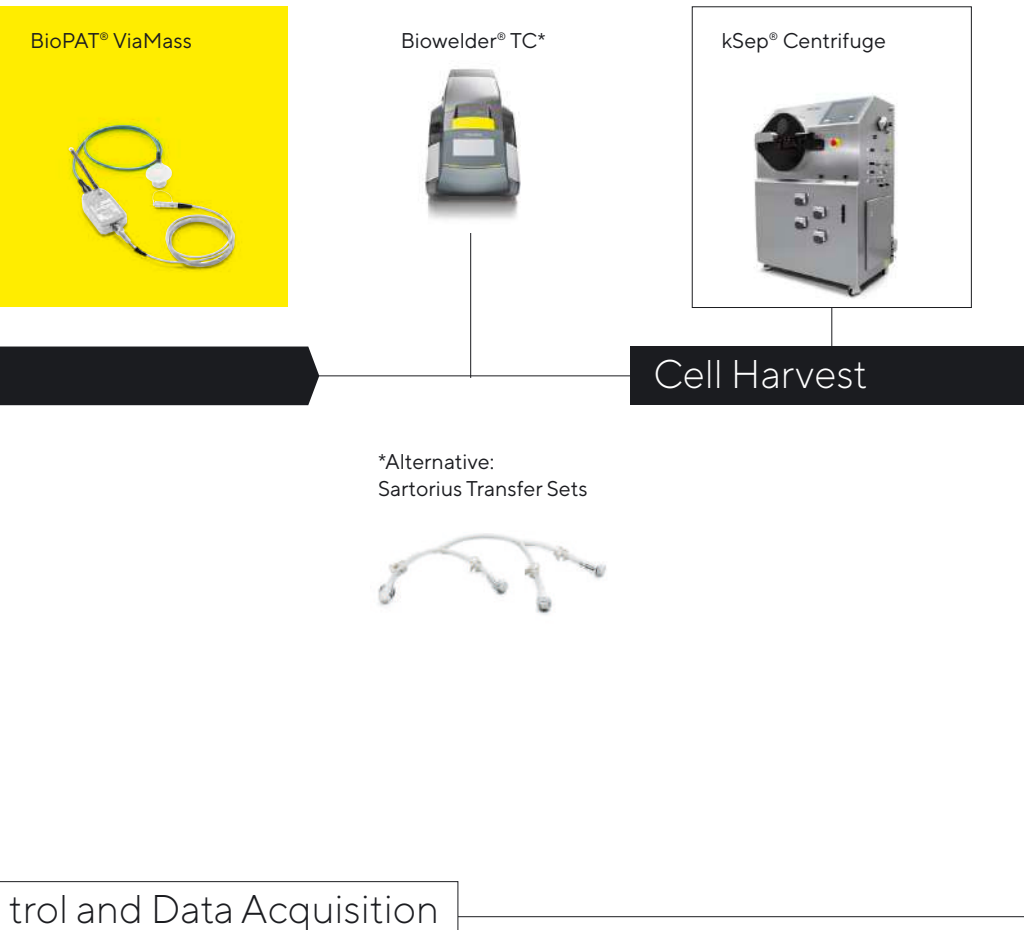 BioPAT® ViaMass
Biowelder® TC*
kSep® Centrifuge
Cell Harvest
*Alternative:
Sartorius Transfer Sets
trol and Data Acquisition